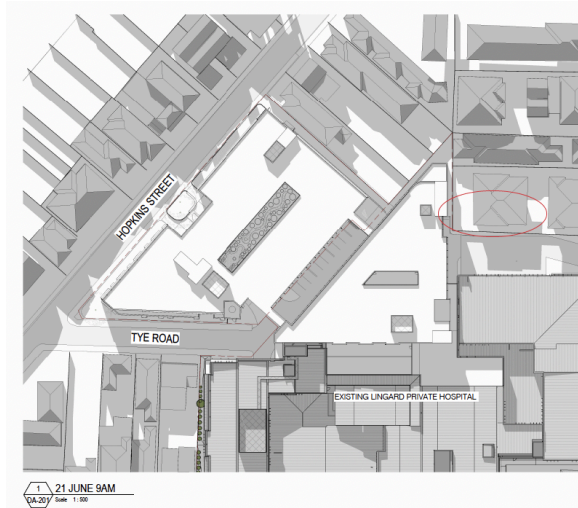 HOPKINS STREET
TYE ROAD
EXISTING LINGARD PRIVATE HOSPITAL
1
DA-201
21 JUNE 9AM
Scale 1 : 500